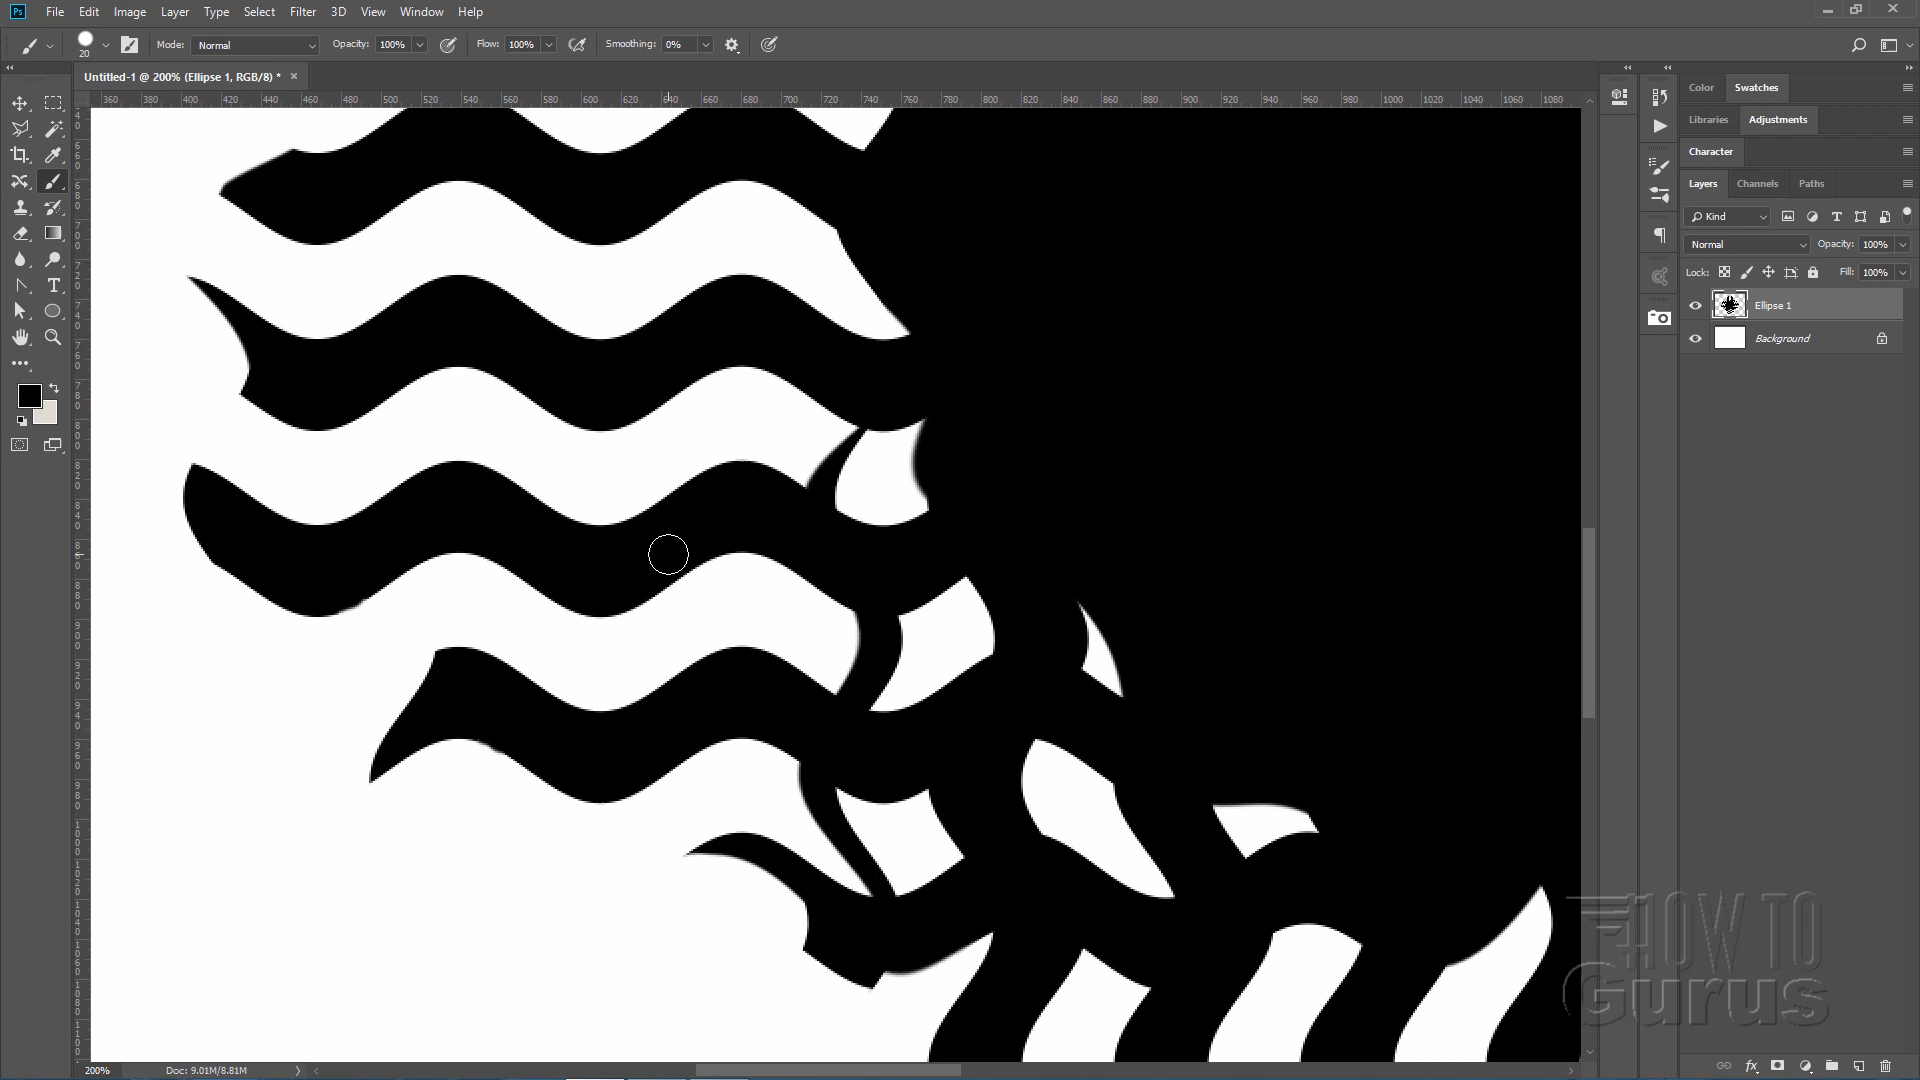 Ps File Edit Image Layer Type Select Filter 3D View Window Help
20 Mode: Normal Opacity: 100% Flow: 100% Smoothing: 0%
Untitled-1 @ 200% (Ellipse 1, RGB/8) * ×
360 380 400 420 440 460 480 500 520 540 560 580 600 620 640 660 680 700 720 740 760 780 800 820 840 860 880 900 920 940 960 980 1000 1020 1040 1060 1080
Color Swatches
Libraries Adjustments
Character
Layers Channels Paths
Kind
Normal Opacity: 100%
Lock: Fill: 100%
Ellipse 1
Background
HOW TO
Gurus
200% Doc: 9.01M/8.81M